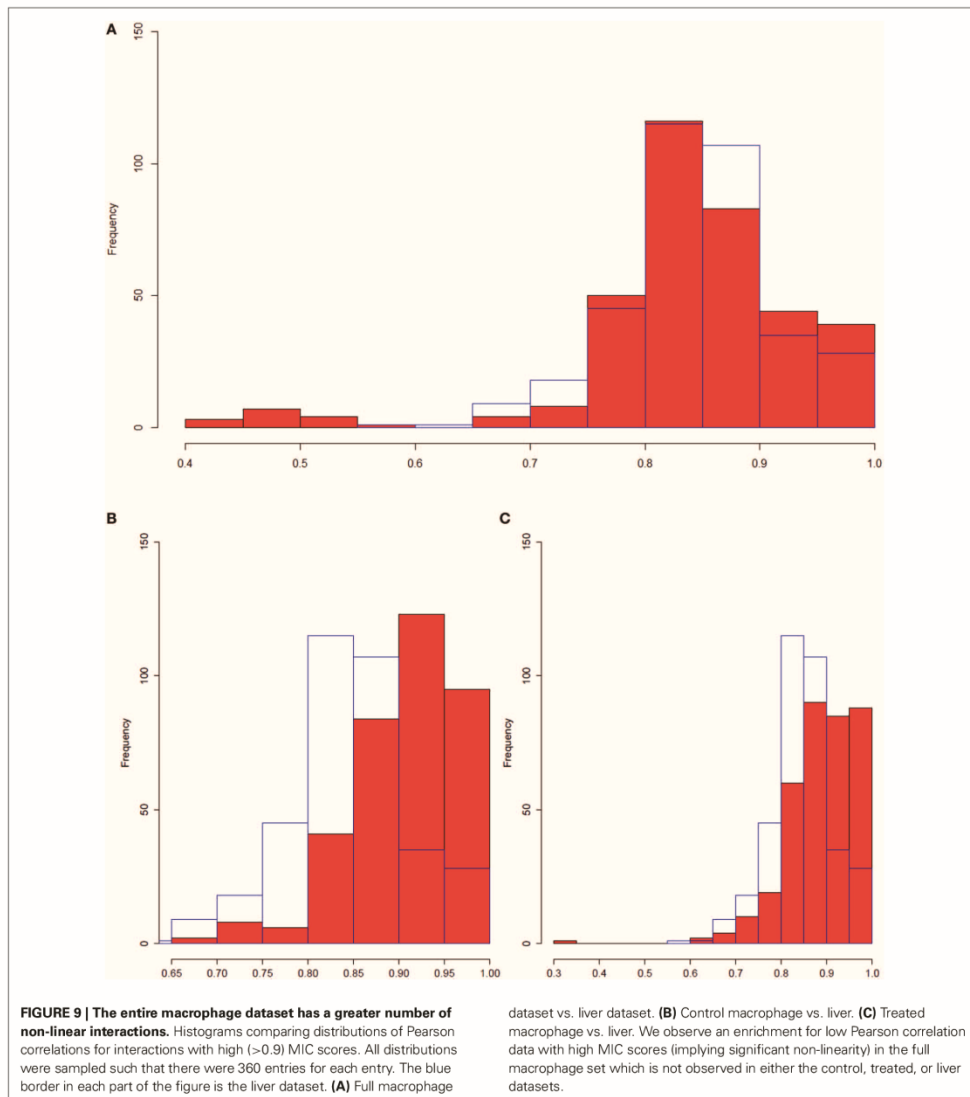 A
150
100
50
0
Frequency
0.4 0.5 0.6 0.7 0.8 0.9 1.0
B
150
100
50
0
Frequency
0.65 0.70 0.75 0.80 0.85 0.90 0.95 1.00
C
150
100
50
0
Frequency
0.3 0.4 0.5 0.6 0.7 0.8 0.9 1.0
FIGURE 9 | The entire macrophage dataset has a greater number of
non-linear interactions. Histograms comparing distributions of Pearson
correlations for interactions with high (>0.9) MIC scores. All distributions
were sampled such that there were 360 entries for each entry. The blue
border in each part of the figure is the liver dataset. (A) Full macrophage
dataset vs. liver dataset. (B) Control macrophage vs. liver. (C) Treated
macrophage vs. liver. We observe an enrichment for low Pearson correlation
data with high MIC scores (implying significant non-linearity) in the full
macrophage set which is not observed in either the control, treated, or liver
datasets.